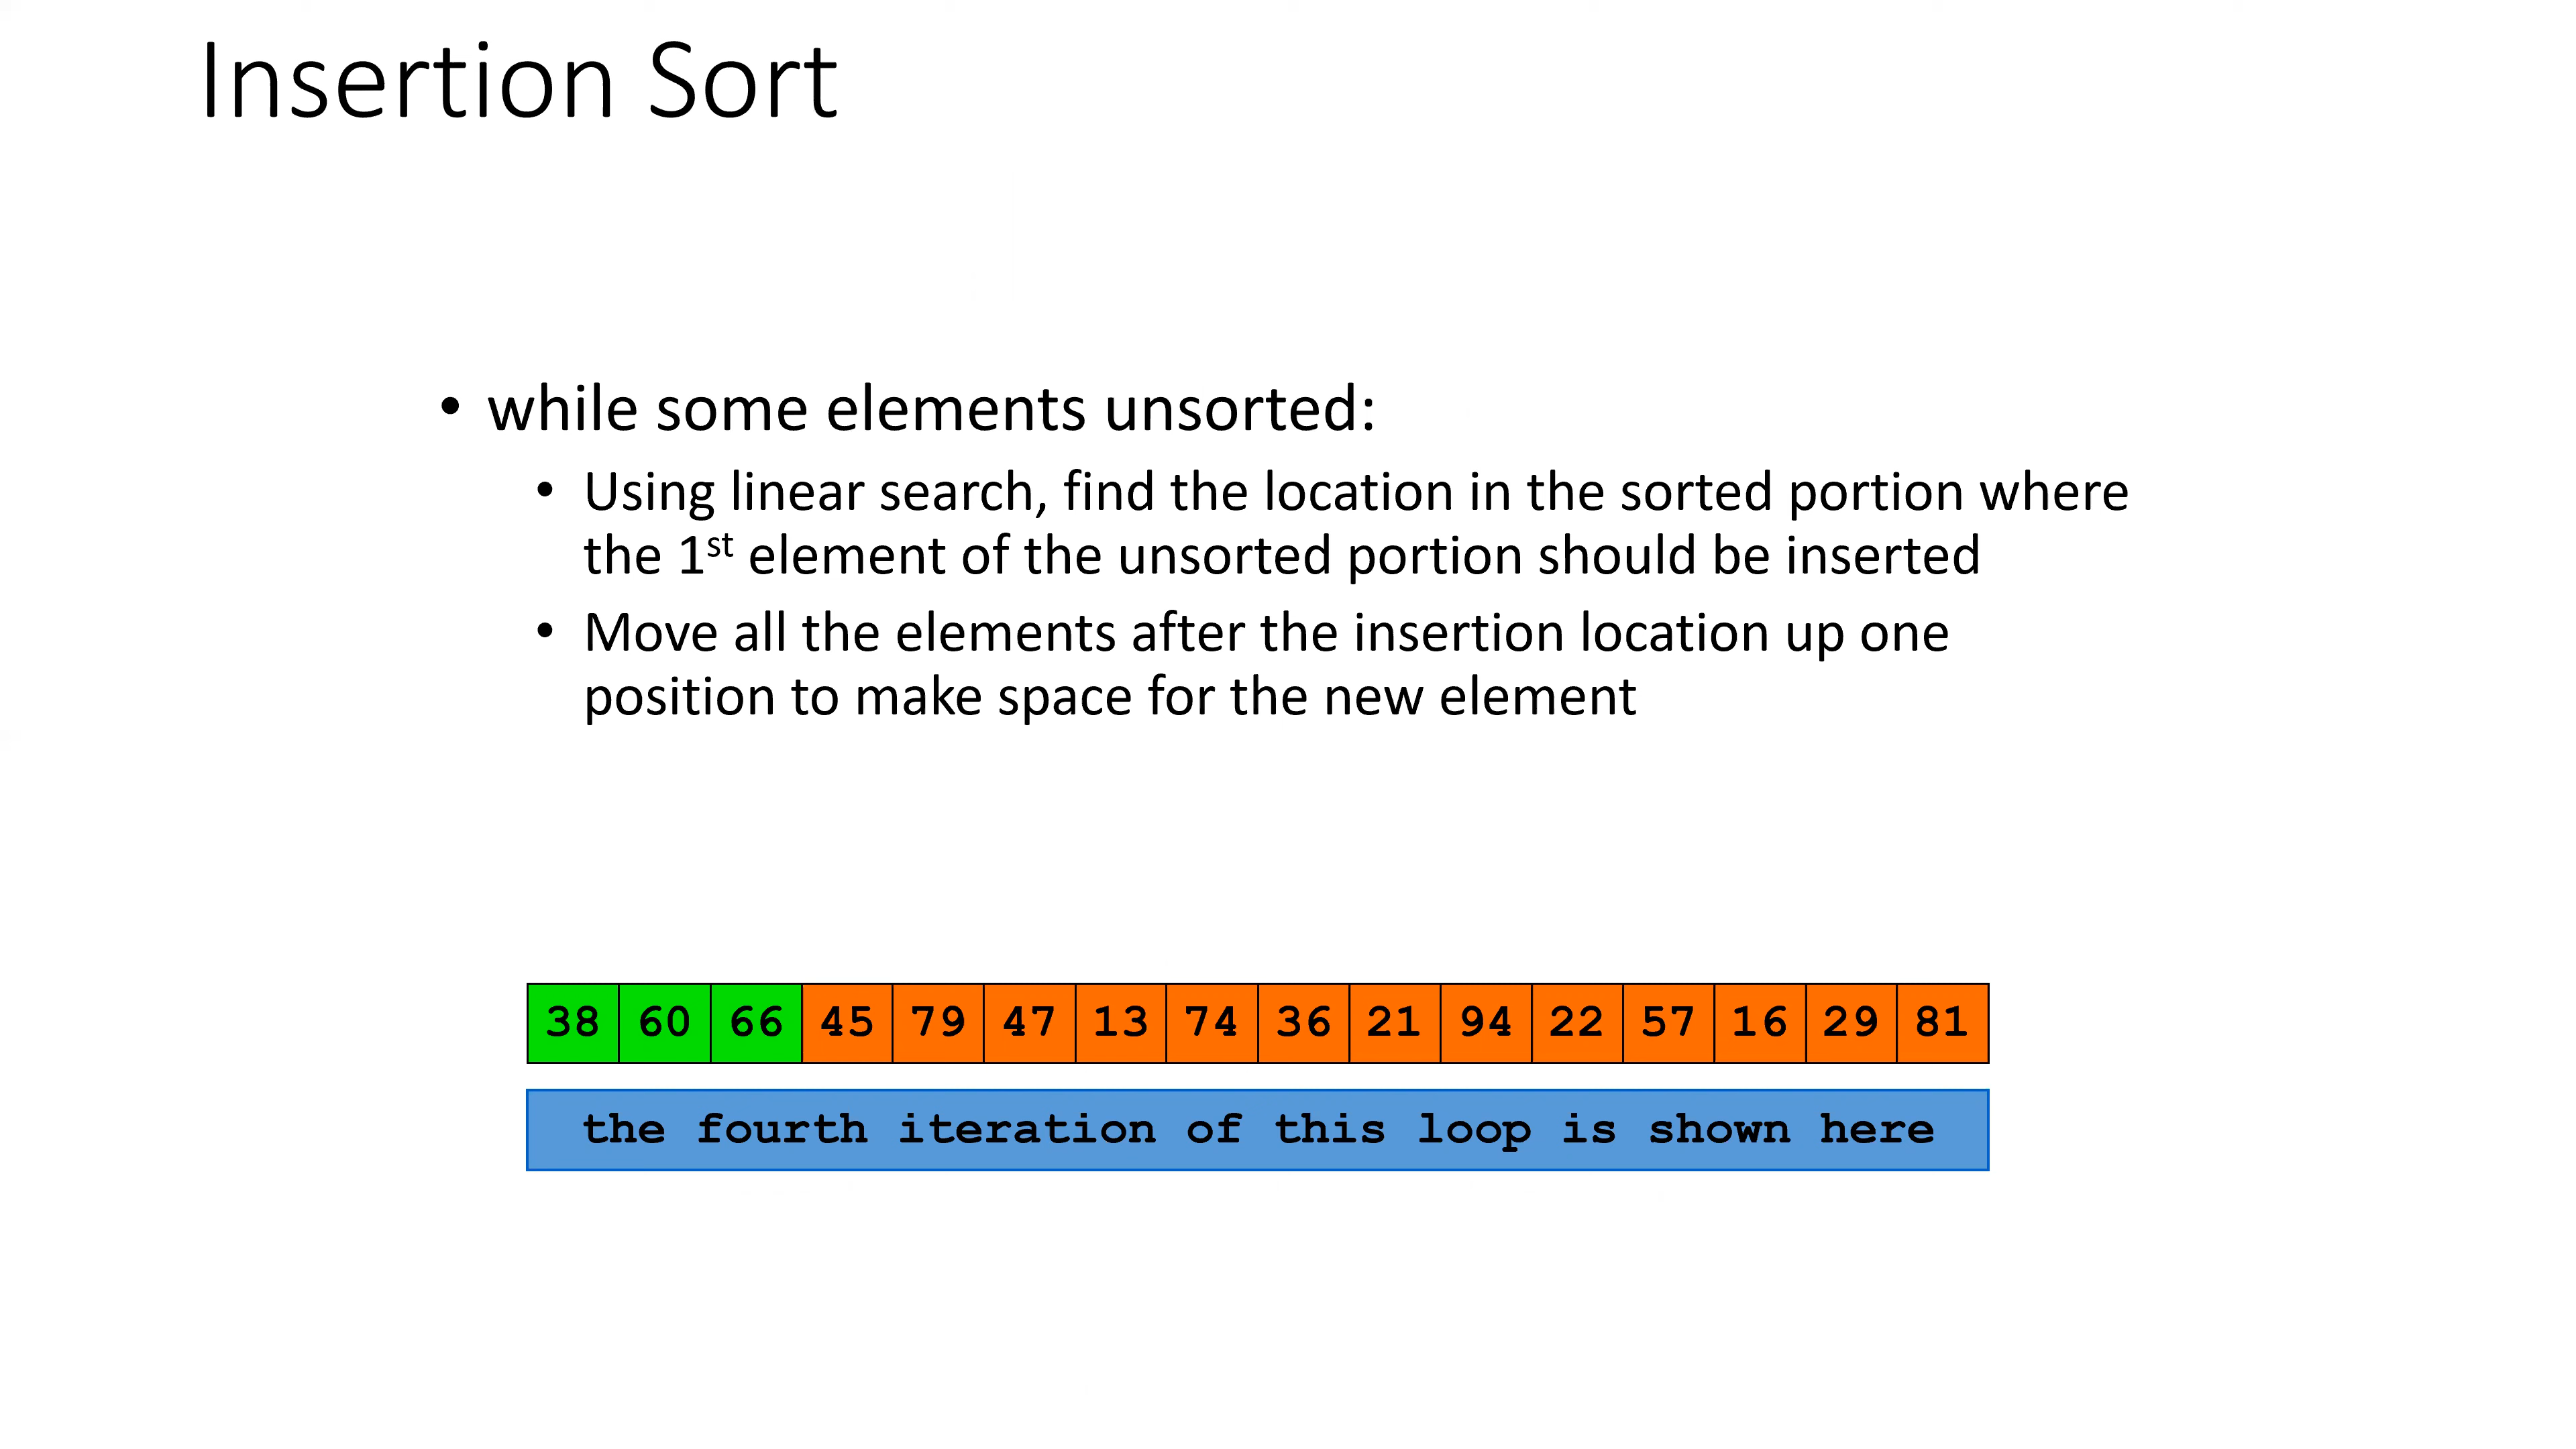 Insertion Sort
• while some elements unsorted:
• Using linear search, find the location in the sorted portion where
the 1st element of the unsorted portion should be inserted
• Move all the elements after the insertion location up one
position to make space for the new element
38 60 66 45 79 47 13 74 36 21 94 22 57 16 29 81
the fourth iteration of this loop is shown here